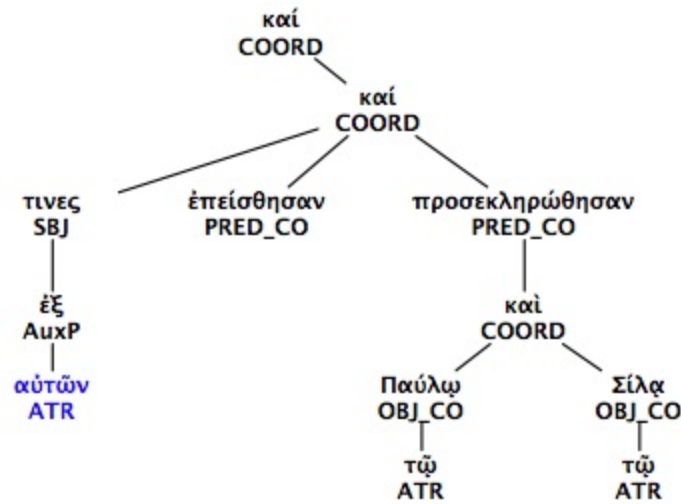 καί
COORD
καί
COORD
τινες ἐπείσθησαν προσεκληρώθησαν
SBJ PRED_CO PRED_CO
ἐξ καὶ
AuxP COORD
αὐτῶν Παύλῳ Σίλᾳ
ATR OBJ_CO OBJ_CO
τῷ τῷ
ATR ATR